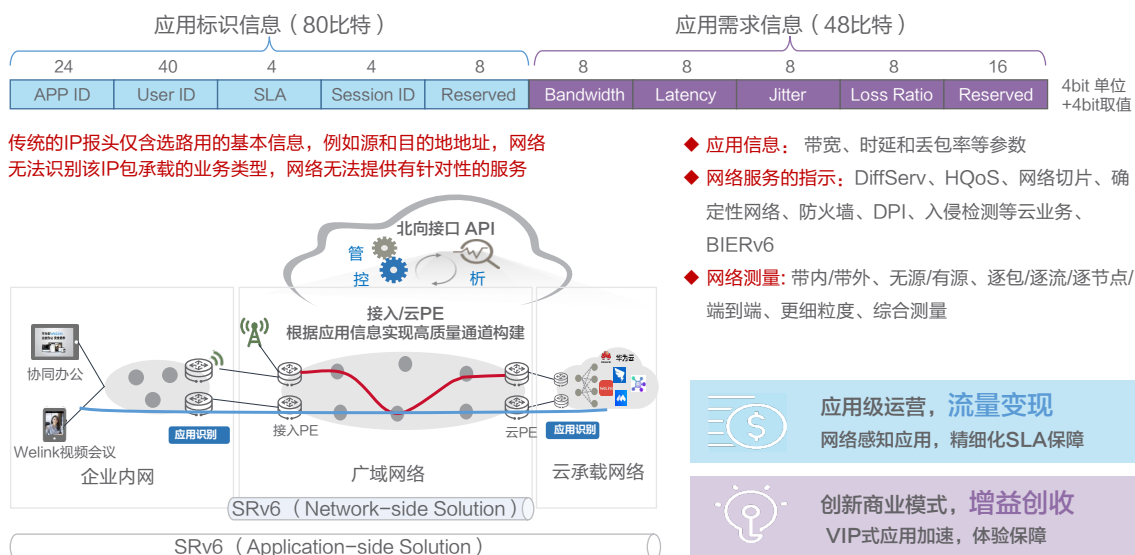 应用标识信息（80比特）
应用需求信息（48比特）
24 40 4 4 8 8 8 8 8 16
APP ID User ID SLA Session ID Reserved Bandwidth Latency Jitter Loss Ratio Reserved
4bit 单位
+4bit取值
传统的IP报头仅含选路用的基本信息，例如源和目的地地址，网络
无法识别该IP包承载的业务类型，网络无法提供有针对性的服务
◆ 应用信息： 带宽、时延和丢包率等参数
◆ 网络服务的指示：DiffServ、HQoS、网络切片、确
定性网络、防火墙、DPI、入侵检测等云业务、
BIERv6
◆ 网络测量: 带内/带外、无源/有源、逐包/逐流/逐节点/
端到端、更细粒度、综合测量
北向接口 API
管
控
析
接入/云PE
根据应用信息实现高质量通道构建
协同办公
Welink视频会议
应用识别
接入PE
云PE
应用识别
华为云
企业内网
广域网络
云承载网络
SRv6 （Network-side Solution）
SRv6 （Application-side Solution）
应用级运营，流量变现
网络感知应用，精细化SLA保障
创新商业模式，增益创收
VIP式应用加速，体验保障